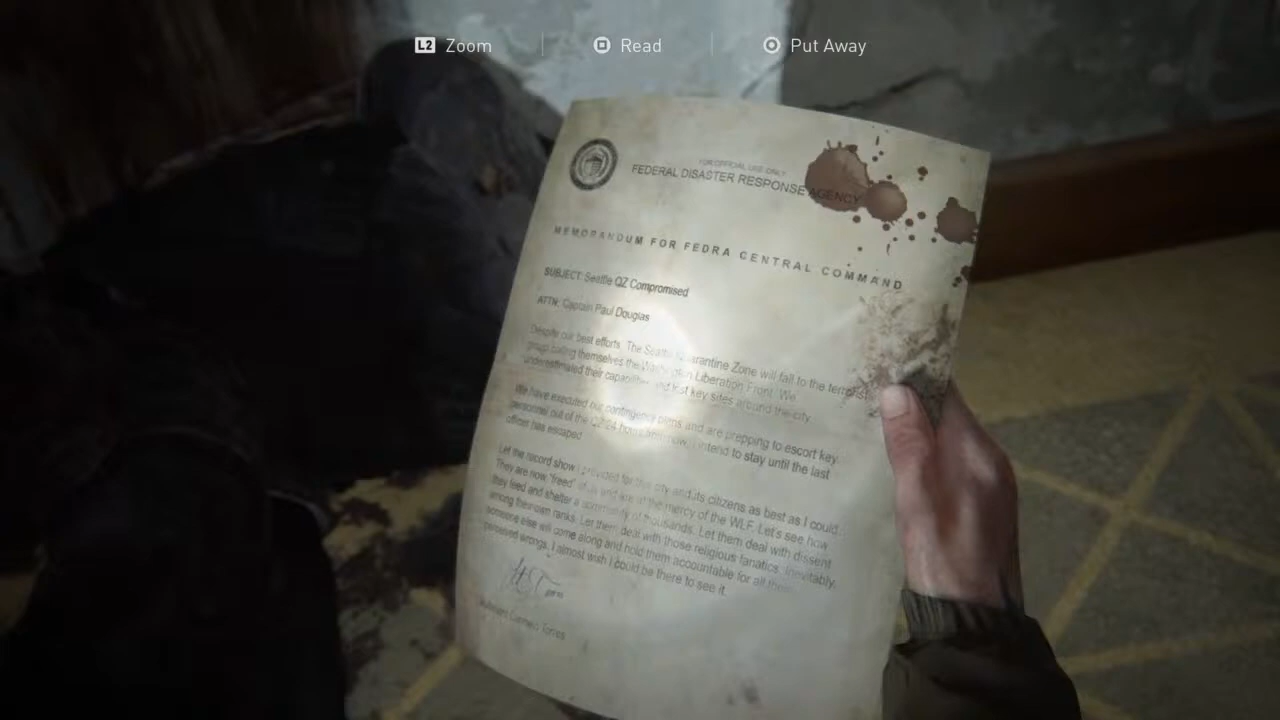 L2 Zoom
Read
Put Away
FOR OFFICIAL USE ONLY
FEDERAL DISASTER RESPONSE AGENCY
MEMORANDUM FOR FEDRA CENTRAL COMMAND
SUBJECT: Seattle QZ Compromised
ATTN: Captain Paul Douglas
Despite our best efforts, The Seattle Quarantine Zone will fall to the terrorist
group calling themselves the Washington Liberation Front. We
underestimated their capabilities and lost key sites around the city.
We have executed our contingency plans and are prepping to escort key
personnel out of the QZ 24 hours from now. I intend to stay until the last
officer has escaped
Let the record show I provided for this city and its citizens as best as I could.
They are now "freed" of us and are at the mercy of the WLF. Let's see how
they feed and shelter a community of thousands. Let them deal with dissent
among their own ranks. Let them deal with those religious fanatics. Inevitably,
someone else will come along and hold them accountable for all their
perceived wrongs. I almost wish I could be there to see it.
Torres